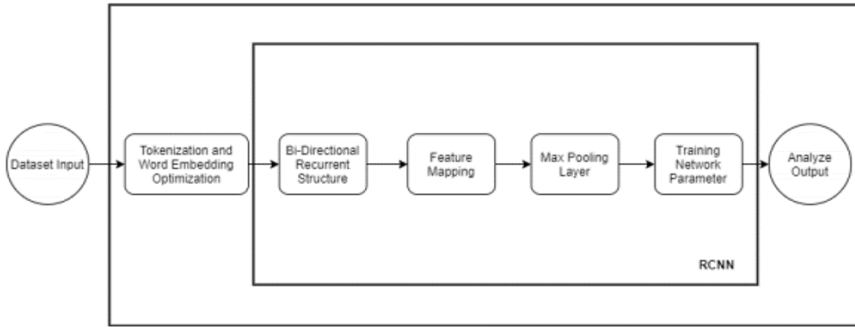 Dataset Input
Tokenization and
Word Embedding
Optimization
Bi-Directional
Recurrent
Structure
Feature
Mapping
Max Pooling
Layer
Training
Network
Parameter
Analyze
Output
RCNN